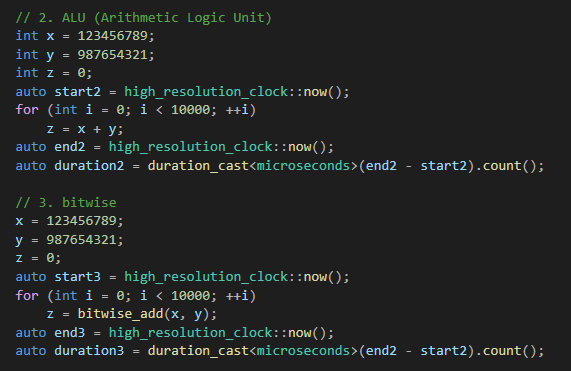 // 2. ALU (Arithmetic Logic Unit)
int x = 123456789;
int y = 987654321;
int z = 0;
auto start2 = high_resolution_clock::now();
for (int i = 0; i < 10000; ++i)
    z = x + y;
auto end2 = high_resolution_clock::now();
auto duration2 = duration_cast<microseconds>(end2 - start2).count();

// 3. bitwise
x = 123456789;
y = 987654321;
z = 0;
auto start3 = high_resolution_clock::now();
for (int i = 0; i < 10000; ++i)
    z = bitwise_add(x, y);
auto end3 = high_resolution_clock::now();
auto duration3 = duration_cast<microseconds>(end2 - start2).count();